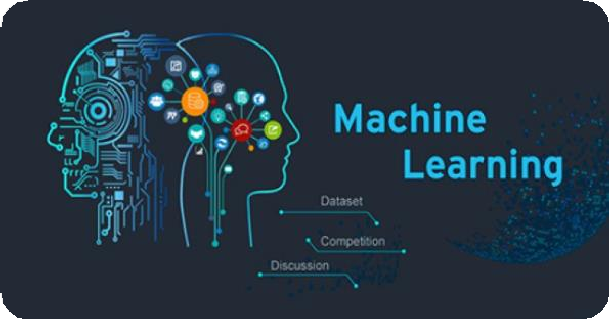 Machine
Learning
Dataset
Competition
Discussion